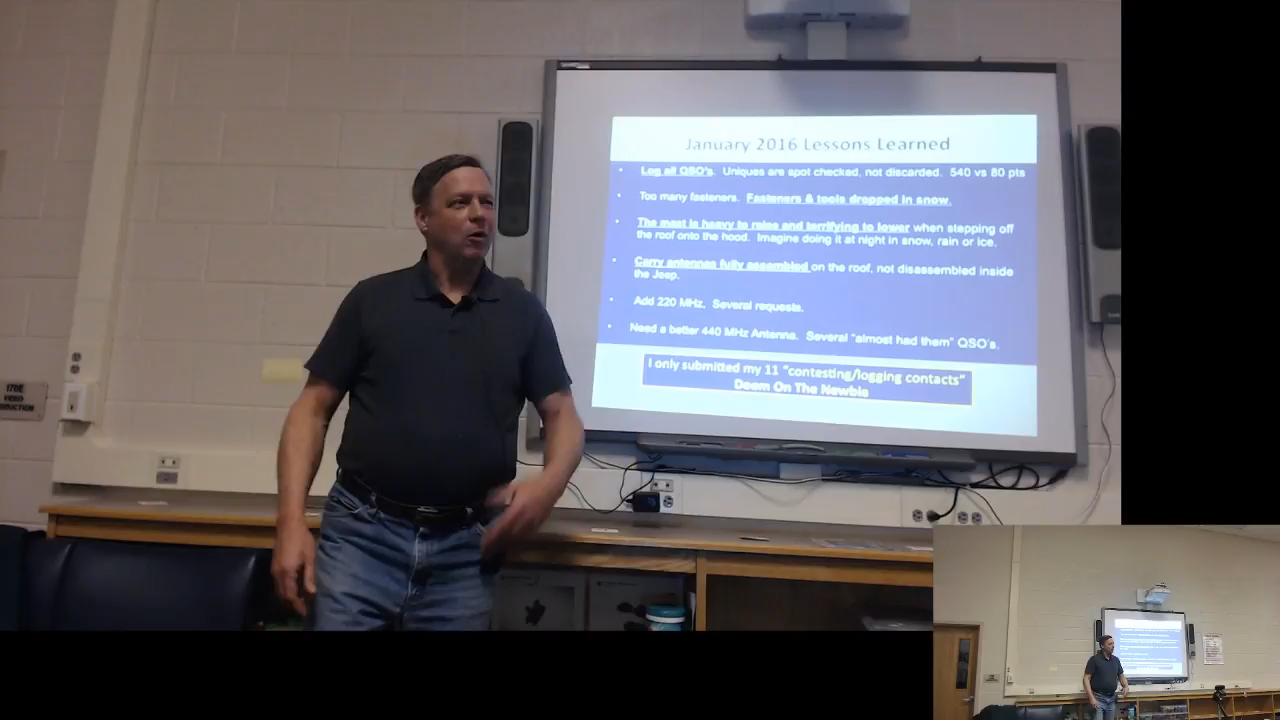 January 2016 Lessons Learned
• Log all QSO's. Uniques are spot checked, not discarded. 540 vs 80 pts
• Too many fasteners. Fasteners & tools dropped in snow.
• The mast is heavy to raise and terrifying to lower when stepping off
the roof onto the hood. Imagine doing it at night in snow, rain or ice.
• Carry antennas fully assembled on the roof, not disassembled inside
the Jeep.
• Add 220 MHz. Several requests.
• Need a better 440 MHz Antenna. Several "almost had them" QSO's.
I only submitted my 11 "contesting/logging contacts"
Doom On The Newbie
170E
VIDEO